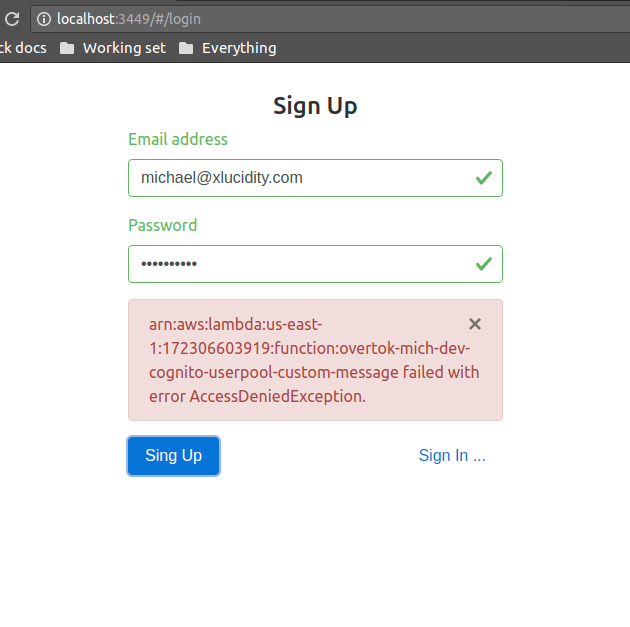 localhost:3449/#/login
ck docs Working set Everything
Sign Up
Email address
michael@xlucidity.com
Password
••••••••••
arn:aws:lambda:us-east-
1:172306603919:function:overtok-mich-dev-
cognito-userpool-custom-message failed with
error AccessDeniedException.
Sing Up Sign In ...